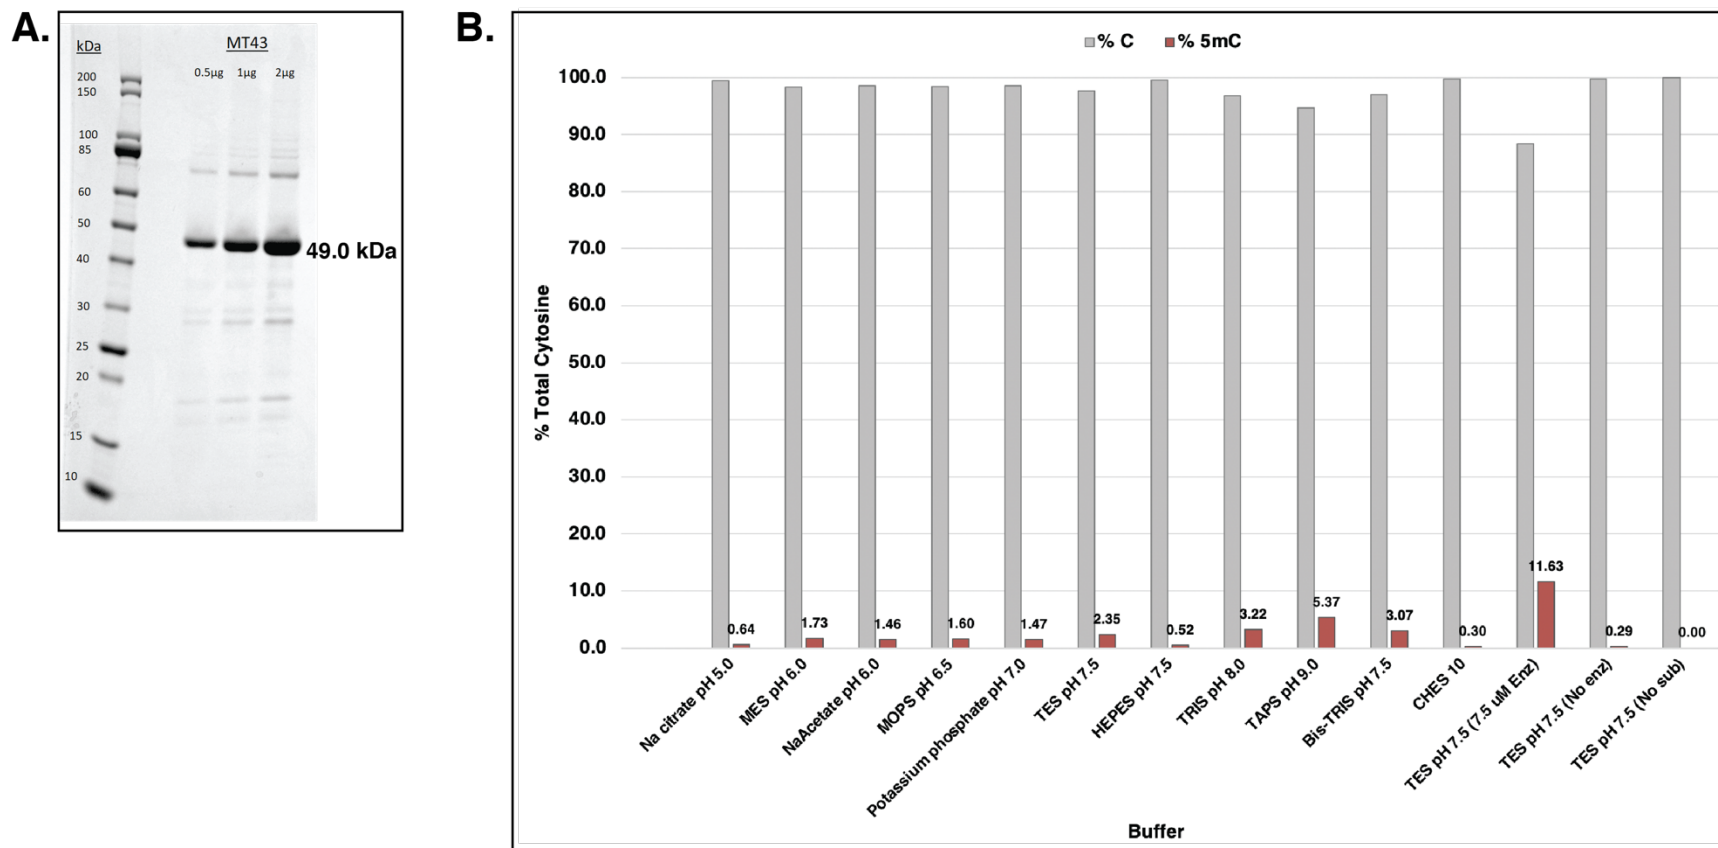 A.
kDa
MT43
0.5µg 1µg 2µg
200
150
100
85
60
50
49.0 kDa
40
30
25
20
15
10
B.
% C % 5mC
100.0
90.0
80.0
70.0
60.0
50.0
40.0
30.0
20.0
10.0
0.0
% Total Cytosine
0.64 1.73 1.46 1.60 1.47 2.35 0.52 3.22 5.37 3.07 0.30 11.63 0.29 0.00
Na citrate pH 5.0
MES pH 6.0
NaAcetate pH 6.0
MOPS pH 6.5
Potassium phosphate pH 7.0
TES pH 7.5
HEPES pH 7.5
TRIS pH 8.0
TAPS pH 9.0
Bis-TRIS pH 7.5
CHES 10
TES pH 7.5 (7.5 uM Enz)
TES pH 7.5 (No enz)
TES pH 7.5 (No sub)
Buffer